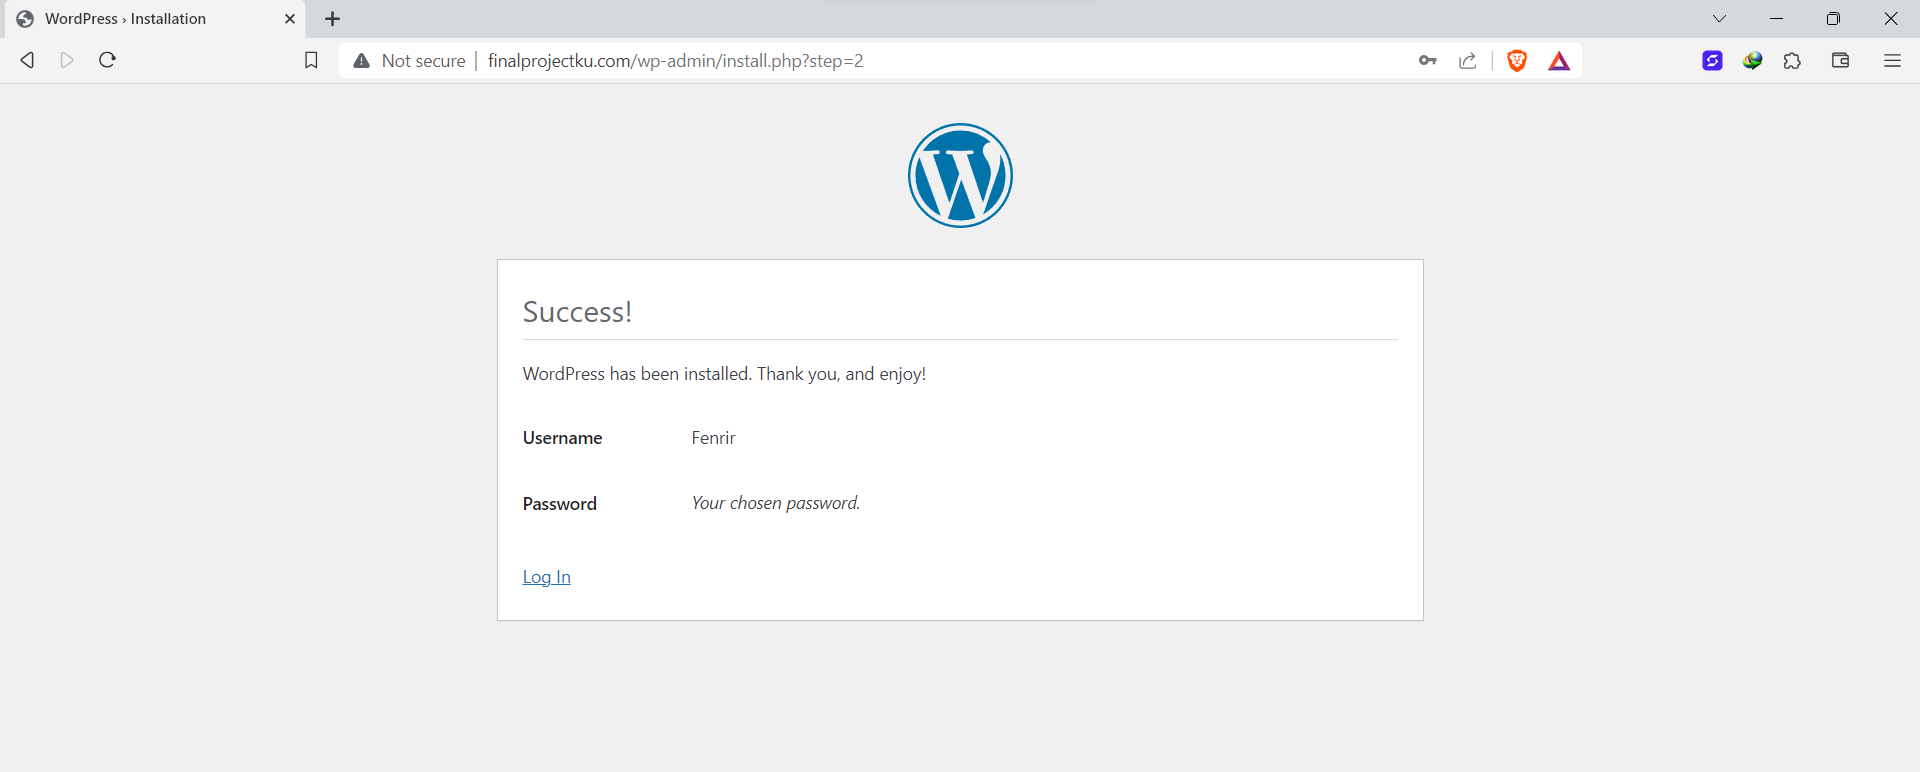 WordPress › Installation
Not secure finalprojectku.com/wp-admin/install.php?step=2
Success!
WordPress has been installed. Thank you, and enjoy!
Username Fenrir
Password Your chosen password.
Log In